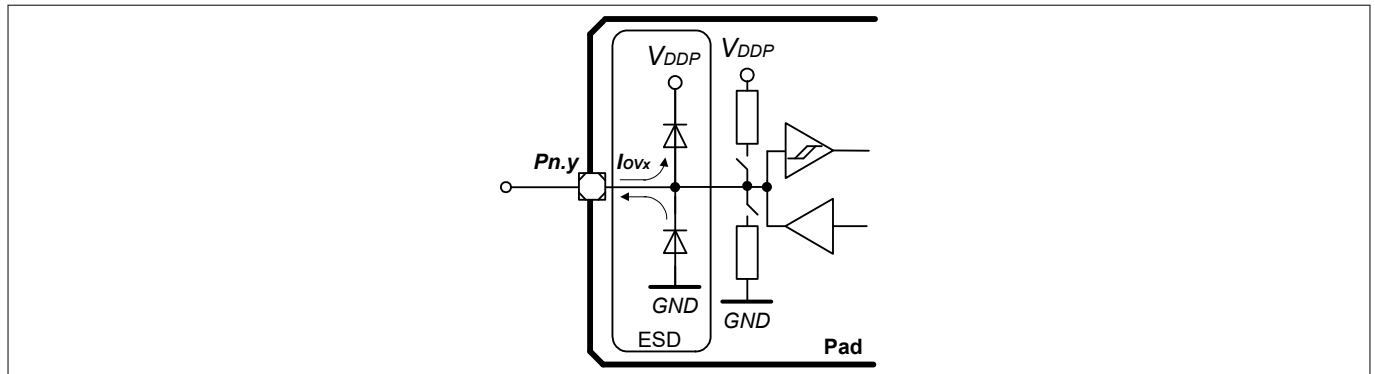 VDDP
VDDP
Pn.y
IOVx
GND
GND
ESD
Pad